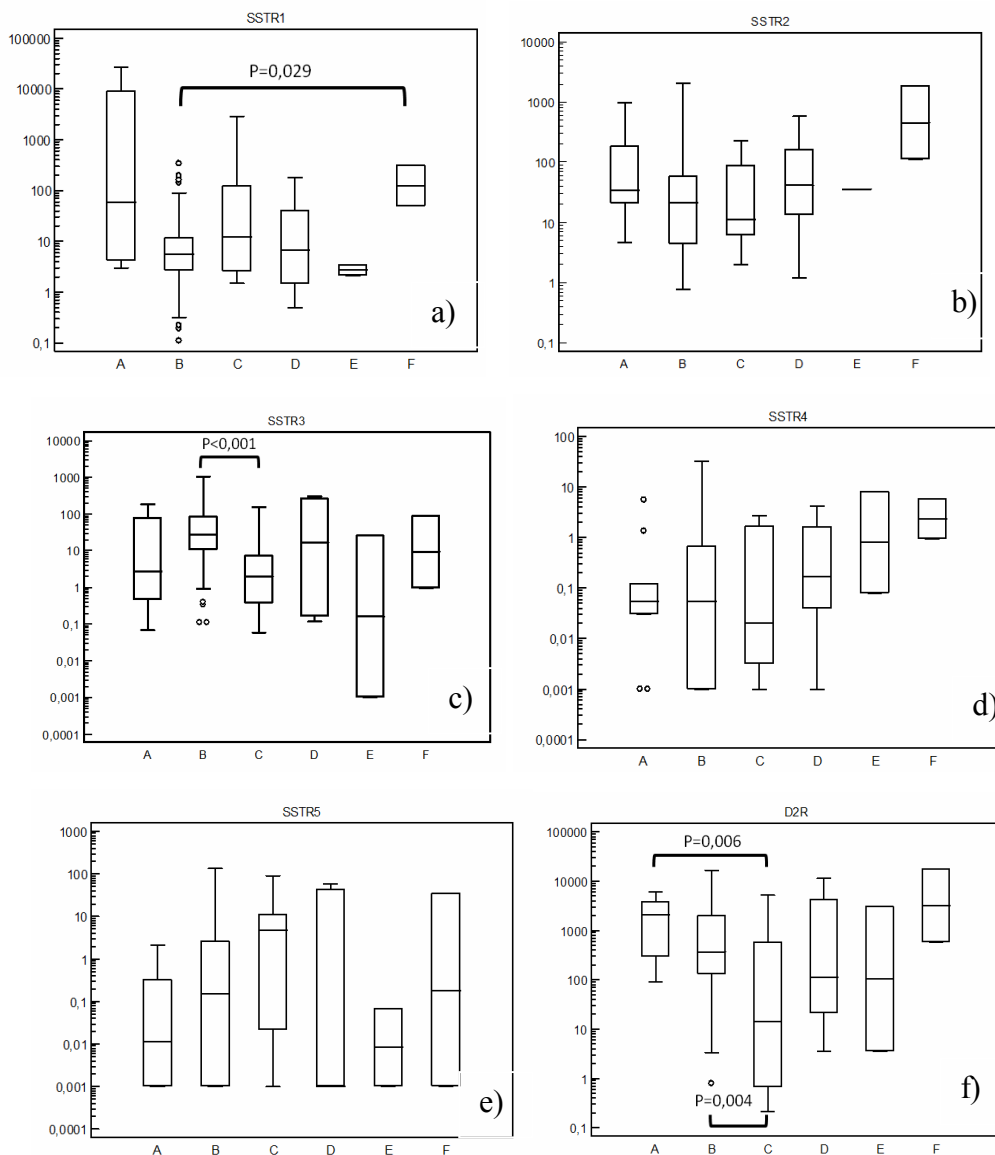 SSTR1
100000
10000
1000
100
10
1
0,1
P=0,029
a)
A B C D E F
SSTR2
10000
1000
100
10
1
0,1
b)
A B C D E F
SSTR3
10000
1000
100
10
1
0,1
0,01
0,001
0,0001
P<0,001
c)
A B C D E F
SSTR4
100
10
1
0,1
0,01
0,001
0,0001
d)
A B C D E F
SSTR5
1000
100
10
1
0,1
0,01
0,001
0,0001
e)
A B C D E F
D2R
100000
10000
1000
100
10
1
0,1
P=0,006
P=0,004
f)
A B C D E F